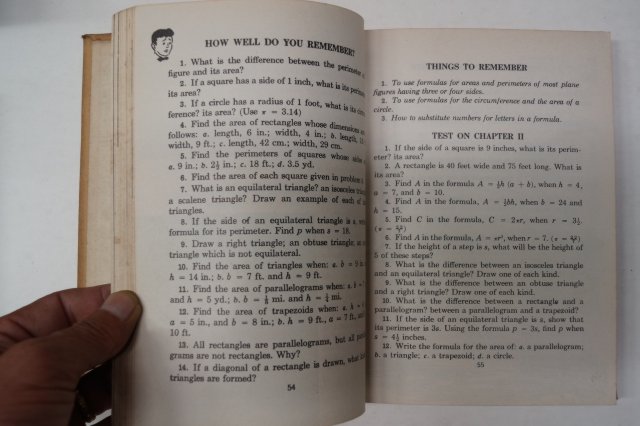 HOW WELL DO YOU REMEMBER?
1. What is the difference between the perimeter of
figure and its area?
2. If a square has a side of 1 inch, what is its perim
its area?
3. If a circle has a radius of 1 foot, what is its circ
ference? its area? (Use π = 3.14)
4. Find the area of rectangles whose dimensions a
follows: a. length, 6 in.; width, 4 in.; b. length,
width, 9 ft.; c. length, 42 cm.; width, 29 cm.
5. Find the perimeters of squares whose sides
a. 9 in.; b. 2½ in.; c. 18 ft.; d. 3.5 yd.
6. Find the area of each square given in problem
7. What is an equilateral triangle? an isosceles tri
a scalene triangle? Draw an example of each of
triangles.
8. If the side of an equilateral triangle is s, write
formula for its perimeter. Find p when s = 18.
9. Draw a right triangle; an obtuse triangle, an
triangle which is not equilateral.
10. Find the area of triangles when: a. b = 9 in
h = 14 in.; b. b = 7 ft. and h = 9 ft.
11. Find the area of parallelograms when: a. b =
and h = 5 yd.; b. b = mi. and h = mi.
12. Find the area of trapezoids when: a. h =
a = 5 in., and b = 8 in.; b. h = 9 ft., a = 7 ft., and
10 ft.
13. All rectangles are parallelograms, but all para
grams are not rectangles. Why?
14. If a diagonal of a rectangle is drawn, what kind
triangles are formed?
54
THINGS TO REMEMBER
1. To use formulas for areas and perimeters of most plane
figures having three or four sides.
2. To use formulas for the circumference and the area of a
circle.
3. How to substitute numbers for letters in a formula.
TEST ON CHAPTER II
1. If the side of a square is 9 inches, what is its perim-
eter? its area?
2. A rectangle is 40 feet wide and 75 feet long. What is
its area?
3. Find A in the formula A = ½h (a + b), when h = 4,
a = 7, and b = 10.
4. Find A in the formula, A = ½bh, when b = 24 and
h = 15.
5. Find C in the formula, C = 2πr, when r = 3½.
(π = 22/7)
6. Find A in the formula, A = πr², when r = 7. (π = 22/7)
7. If the height of a step is s, what will be the height of
5 of these steps?
8. What is the difference between an isosceles triangle
and an equilateral triangle? Draw one of each kind.
9. What is the difference between an obtuse triangle
and a right triangle? Draw one of each kind.
10. What is the difference between a rectangle and a
parallelogram? between a parallelogram and a trapezoid?
11. If the side of an equilateral triangle is s, show that
its perimeter is 3s. Using the formula p = 3s, find p when
s = 4½ inches.
12. Write the formula for the area of: a. a parallelogram;
b. a triangle; c. a trapezoid; d. a circle.
55